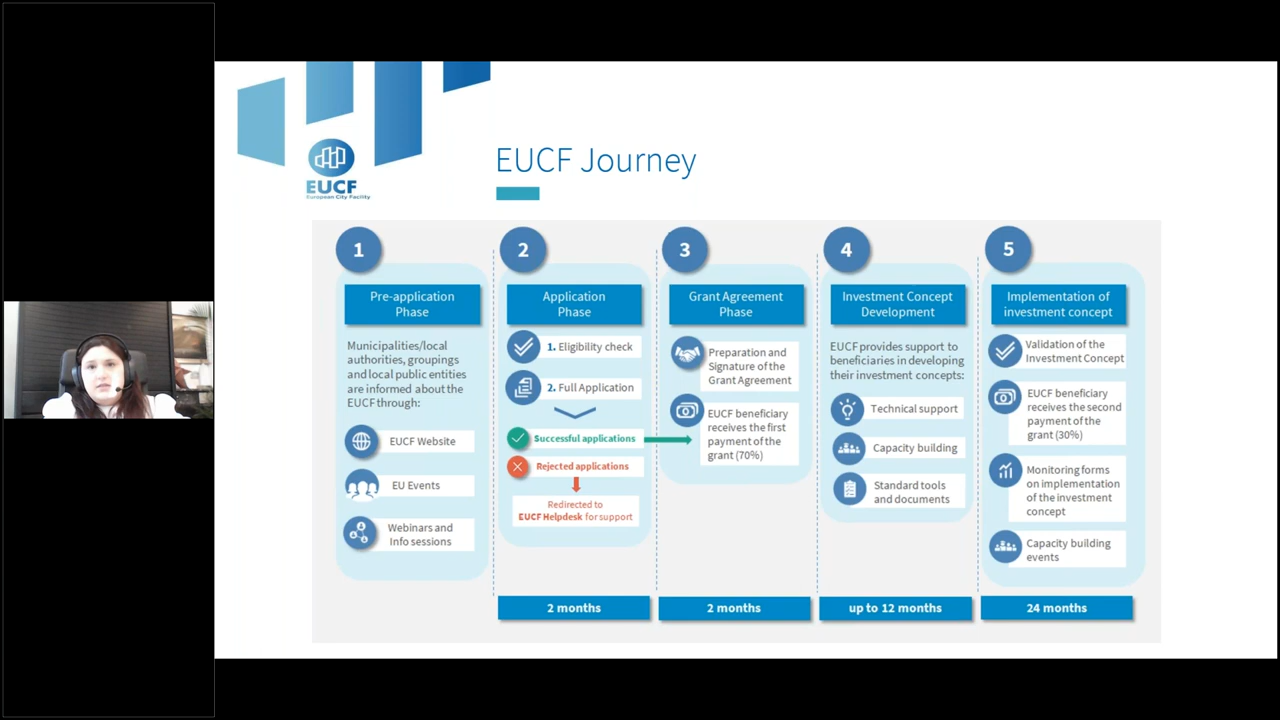 EUCF
European City Facility
EUCF Journey
1
Pre-application
Phase
Municipalities/local
authorities, groupings
and local public entities
are informed about the
EUCF through:
EUCF Website
EU Events
Webinars and
Info sessions
2
Application
Phase
1. Eligibility check
2. Full Application
Successful applications
Rejected applications
Redirected to
EUCF Helpdesk for support
2 months
3
Grant Agreement
Phase
Preparation and
Signature of the
Grant Agreement
EUCF beneficiary
receives the first
payment of the
grant (70%)
2 months
4
Investment Concept
Development
EUCF provides support to
beneficiaries in developing
their investment concepts:
Technical support
Capacity building
Standard tools
and documents
up to 12 months
5
Implementation of
investment concept
Validation of the
Investment Concept
EUCF beneficiary
receives the second
payment of the
grant (30%)
Monitoring forms
on implementation
of the investment
concept
Capacity building
events
24 months